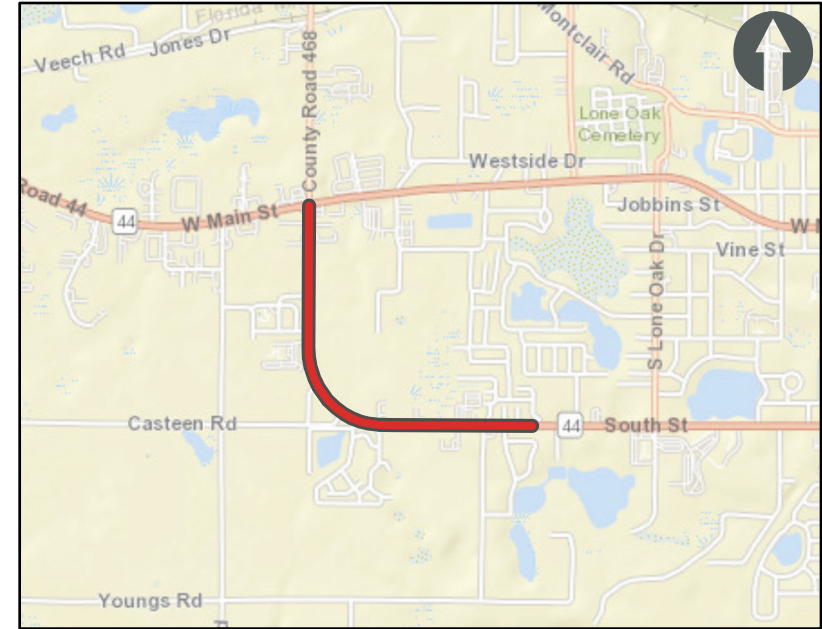 Florida
Veech Rd
Jones Dr
County Road 468
Montclair Rd
Lone Oak
Cemetery
Westside Dr
Road 44
44
W Main St
Jobbins St
W
Vine St
S Lone Oak Dr
Casteen Rd
44
South St
Youngs Rd